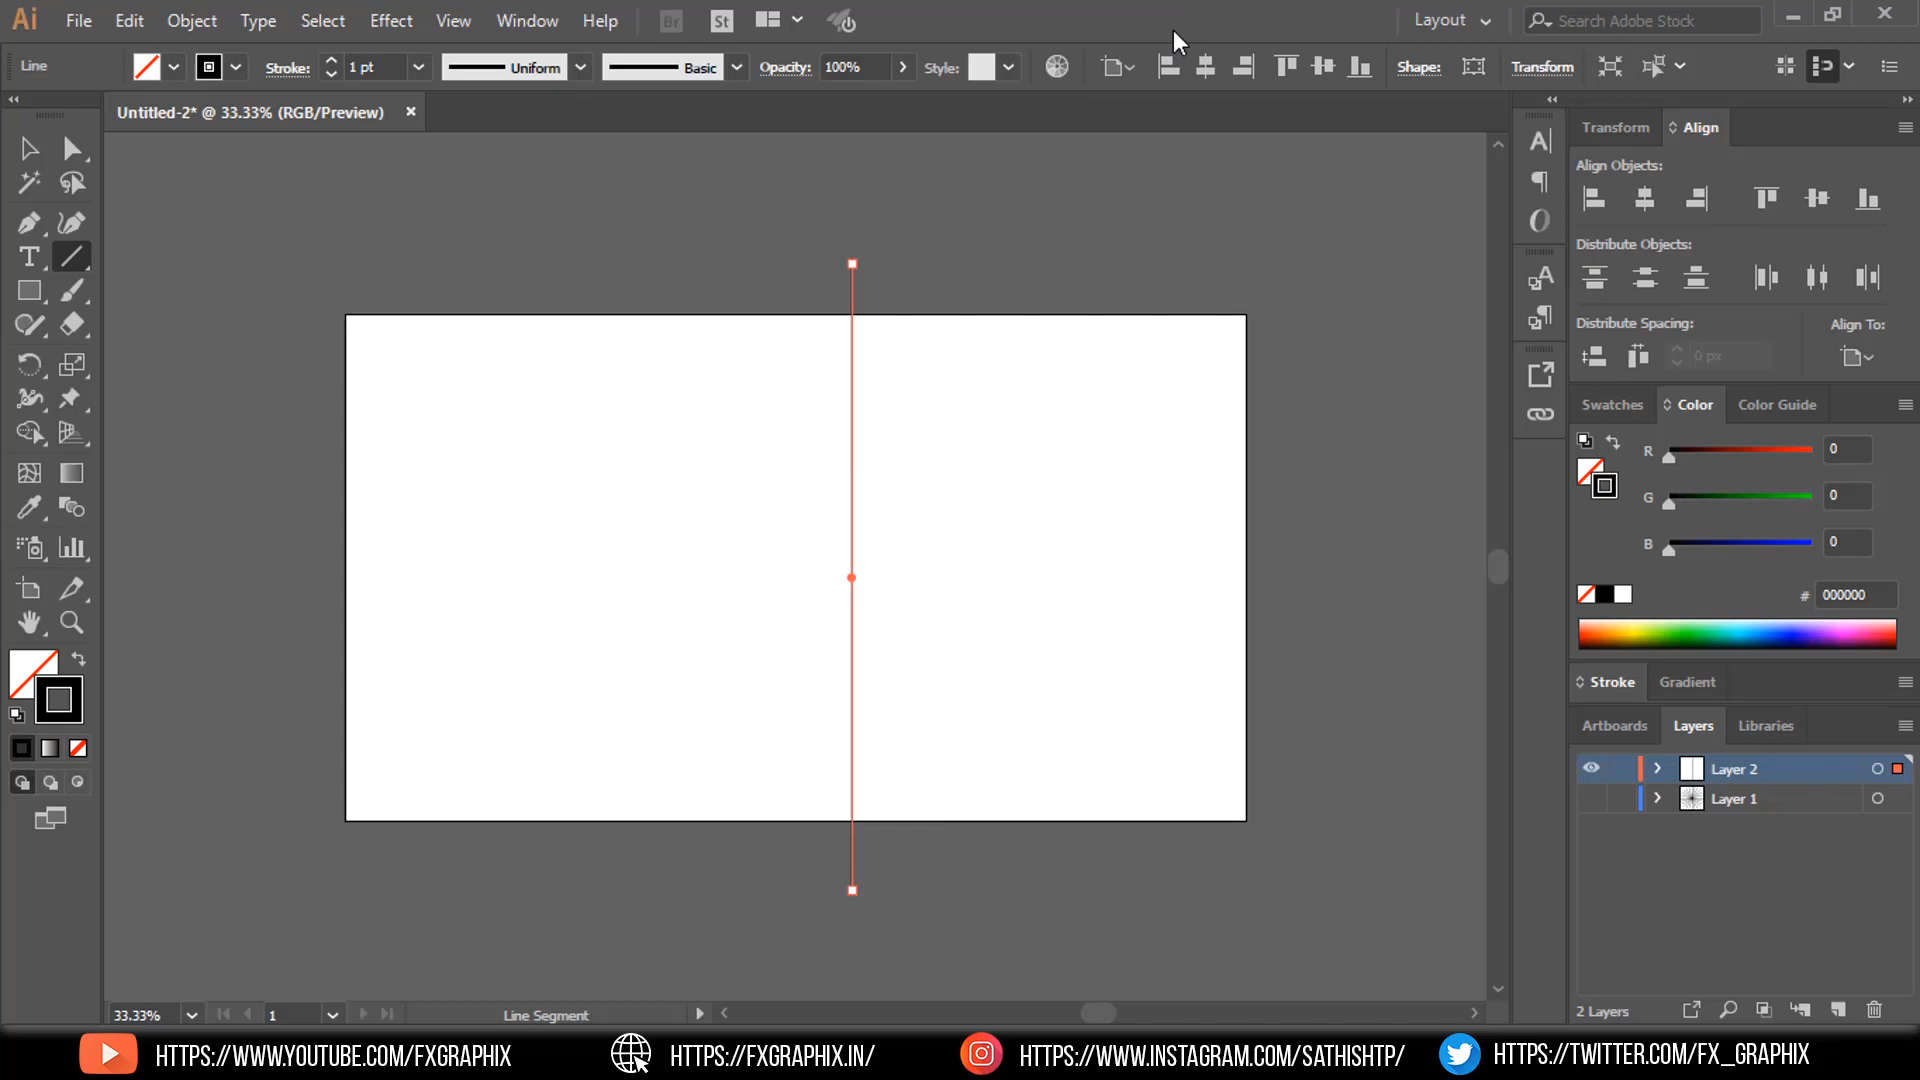 Ai File Edit Object Type Select Effect View Window Help Br St Layout Search Adobe Stock
Line Stroke: 1 pt Uniform Basic Opacity: 100% Style: Shape: Transform
Untitled-2* @ 33.33% (RGB/Preview)
Transform Align
Align Objects:
Distribute Objects:
Distribute Spacing: Align To:
0 px
Swatches Color Color Guide
R 0
G 0
B 0
# 000000
Stroke Gradient
Artboards Layers Libraries
Layer 2
Layer 1
33.33% 1 Line Segment 2 Layers
HTTPS://WWW.YOUTUBE.COM/FXGRAPHIX HTTPS://FXGRAPHIX.IN/ HTTPS://WWW.INSTAGRAM.COM/SATHISHTP/ HTTPS://TWITTER.COM/FX_GRAPHIX